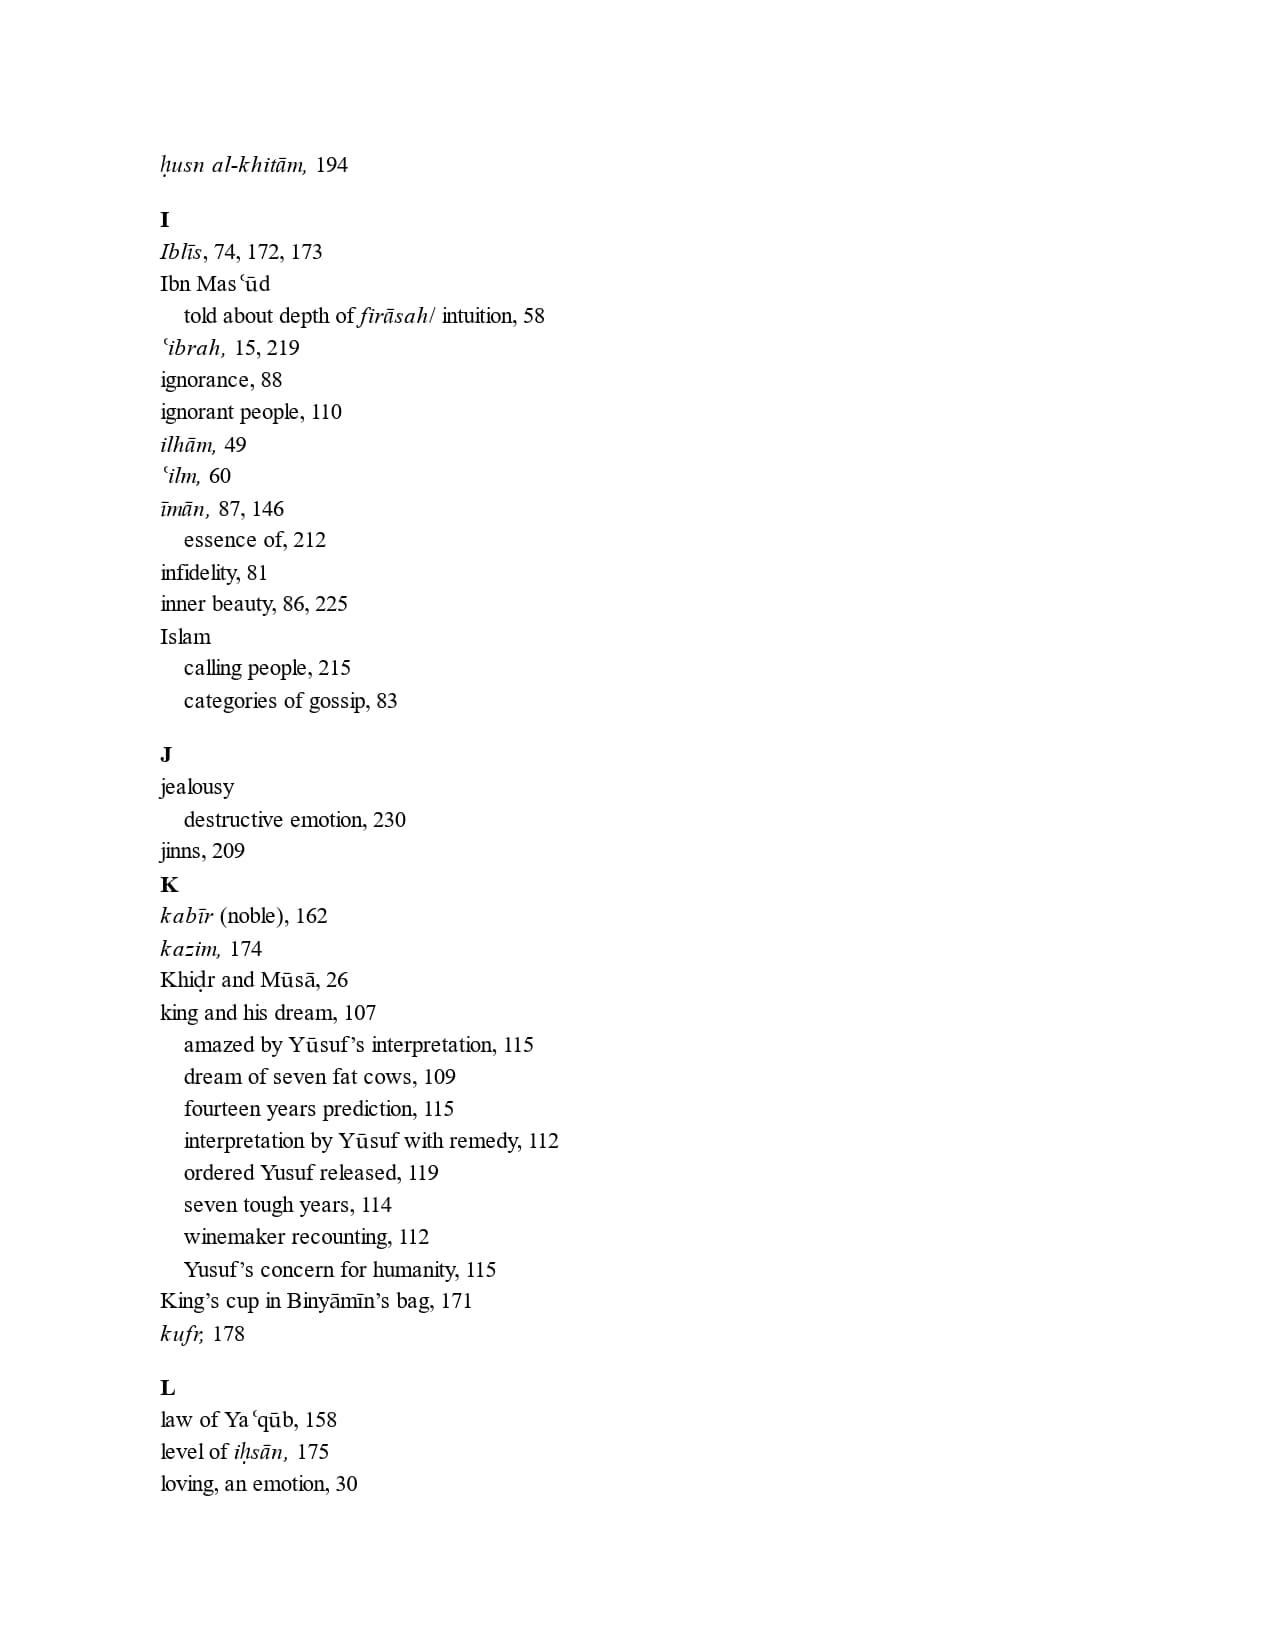 ḥusn al-khitām, 194
I
Iblīs, 74, 172, 173
Ibn Masʿūd
told about depth of firāsah/ intuition, 58
ʿibrah, 15, 219
ignorance, 88
ignorant people, 110
ilhām, 49
ʿilm, 60
īmān, 87, 146
essence of, 212
infidelity, 81
inner beauty, 86, 225
Islam
calling people, 215
categories of gossip, 83
J
jealousy
destructive emotion, 230
jinns, 209
K
kabīr (noble), 162
kazim, 174
Khiḍr and Mūsā, 26
king and his dream, 107
amazed by Yūsuf’s interpretation, 115
dream of seven fat cows, 109
fourteen years prediction, 115
interpretation by Yūsuf with remedy, 112
ordered Yusuf released, 119
seven tough years, 114
winemaker recounting, 112
Yusuf’s concern for humanity, 115
King’s cup in Binyāmīn’s bag, 171
kufr, 178
L
law of Yaʿqūb, 158
level of iḥsān, 175
loving, an emotion, 30